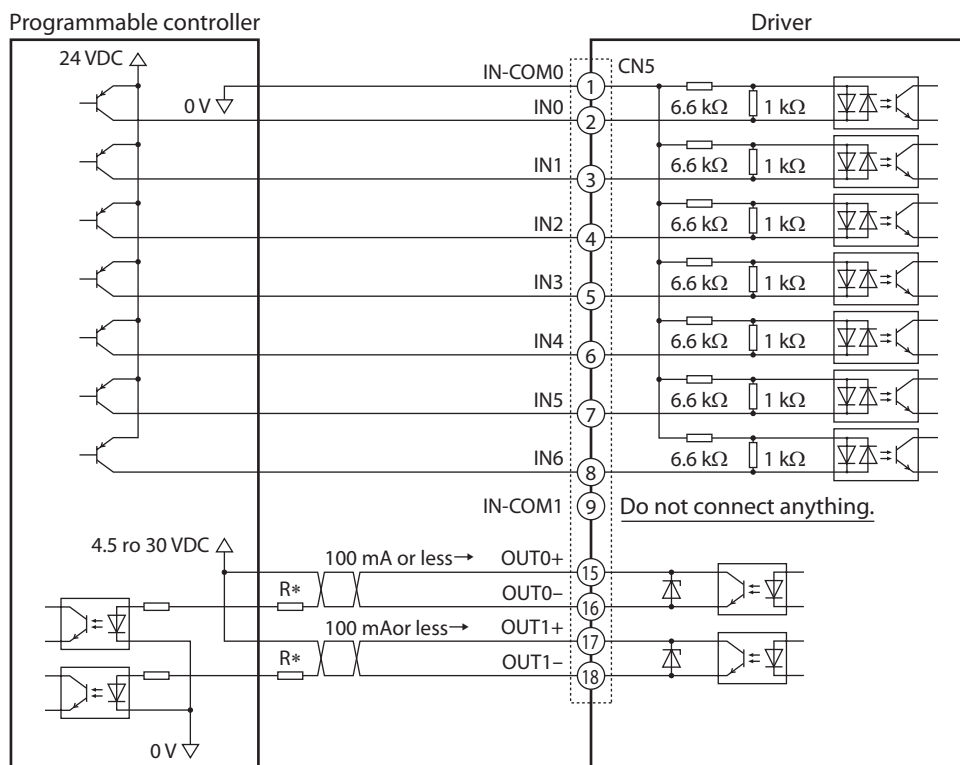 Programmable controller
Driver
24 VDC
IN-COM0
CN5
1
0 V
6.6 kΩ
1 kΩ
IN0
2
IN1
6.6 kΩ
1 kΩ
3
IN2
6.6 kΩ
1 kΩ
4
IN3
6.6 kΩ
1 kΩ
5
IN4
6.6 kΩ
1 kΩ
6
IN5
6.6 kΩ
1 kΩ
7
IN6
6.6 kΩ
1 kΩ
8
IN-COM1
9
Do not connect anything.
4.5 ro 30 VDC
100 mA or less→
OUT0+
15
R*
OUT0–
16
100 mAor less→
OUT1+
17
R*
OUT1–
18
0 V